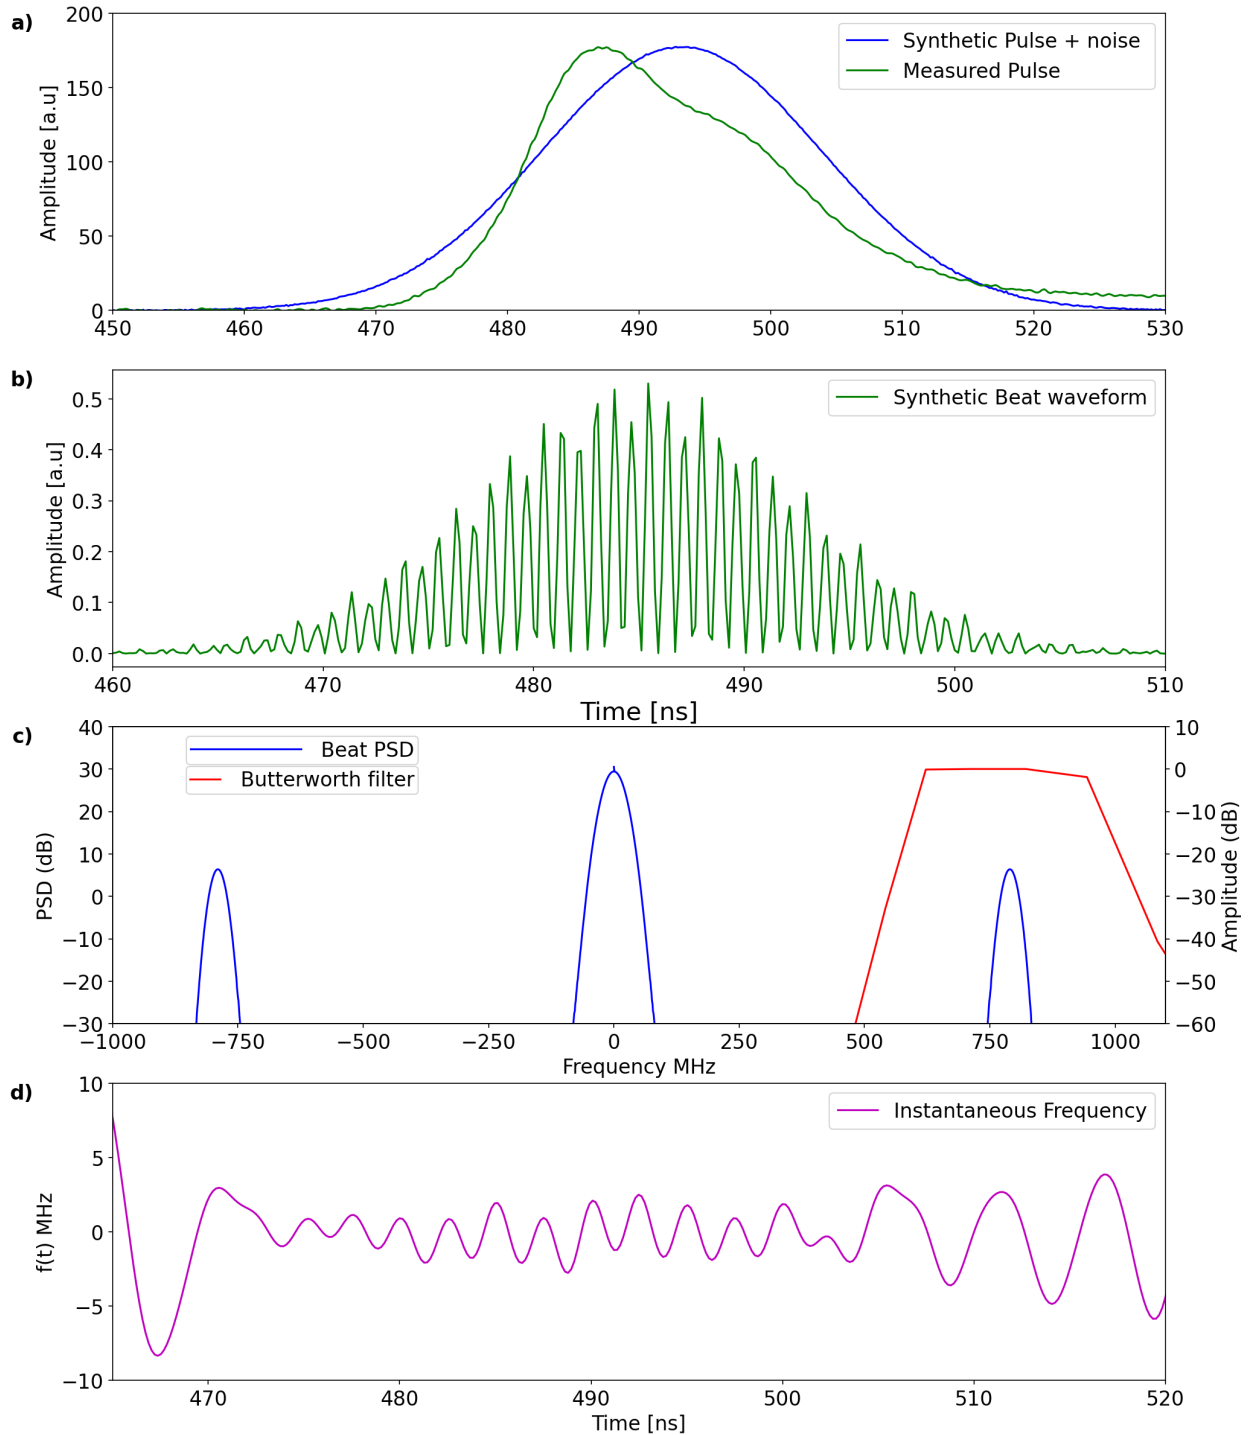 a)
200
150
100
50
0
Amplitude [a.u]
Synthetic Pulse + noise
Measured Pulse
450 460 470 480 490 500 510 520 530
b)
0.5
0.4
0.3
0.2
0.1
0.0
Amplitude [a.u]
Synthetic Beat waveform
460 470 480 490 500 510
Time [ns]
c)
40
30
20
10
0
−10
−20
−30
PSD (dB)
Beat PSD
Butterworth filter
10
0
−10
−20
−30
−40
−50
−60
Amplitude (dB)
−1000 −750 −500 −250 0 250 500 750 1000
Frequency MHz
d)
10
5
0
−5
−10
f(t) MHz
Instantaneous Frequency
470 480 490 500 510 520
Time [ns]